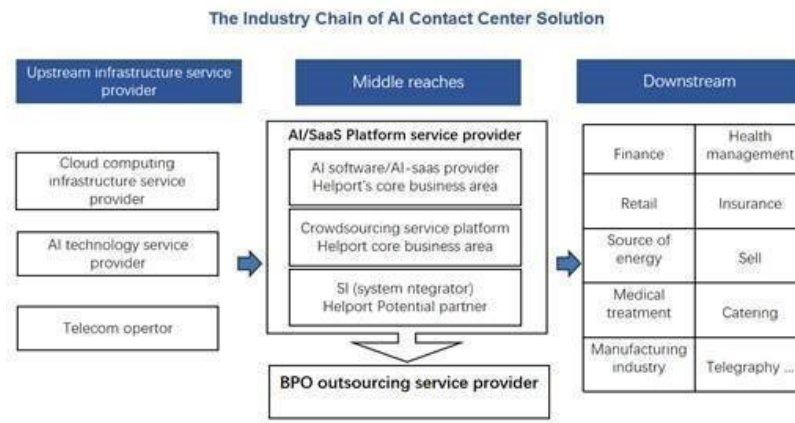 The Industry Chain of AI Contact Center Solution
Upstream infrastructure service
provider
Middle reaches
Downstream
Cloud computing
infrastructure service
provider
AI technology service
provider
Telecom opertor
AI/SaaS Platform service provider
AI software/AI-saas provider
Helport's core business area
Crowdsourcing service platform
Helport core business area
SI (system ntegrator)
Helport Potential partner
BPO outsourcing service provider
Finance
Health
management
Retail
Insurance
Source of
energy
Sell
Medical
treatment
Catering
Manufacturing
industry
Telegraphy ...